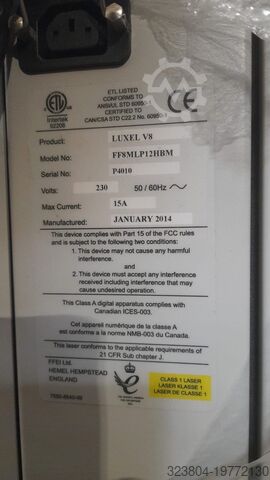 ETL LISTED
CONFORMS TO
ANSI/UL STD 60950-1
CERTIFIED TO
CAN/CSA STD C22.2 No. 60950-1
ETL
Intertek
CE
Product: LUXEL V8
Model No: FF8MLP12HBM
Serial No: P4010
Volts: 230 50 / 60Hz
Max Current: 15A
Manufactured: JANUARY 2014
This device complies with Part 15 of the FCC rules
and is subject to the following two conditions:
1. This device may not cause any harmful
interference.
and
2. This device must accept any interference
received including interference that may
cause undesired operation.
This Class A digital apparatus complies with
Canadian ICES-003.
Cet appareil numérique de la classe A
est conforme a la norme NMB-003 du Canada.
This laser conforms to the applicable requirements of
21 CFR Sub chapter J.
FFEI Ltd.
HEMEL HEMPSTEAD
ENGLAND
CLASS 1 LASER
LASER KLASSE 1
LASER DE CLASSE 1
323804-19772130